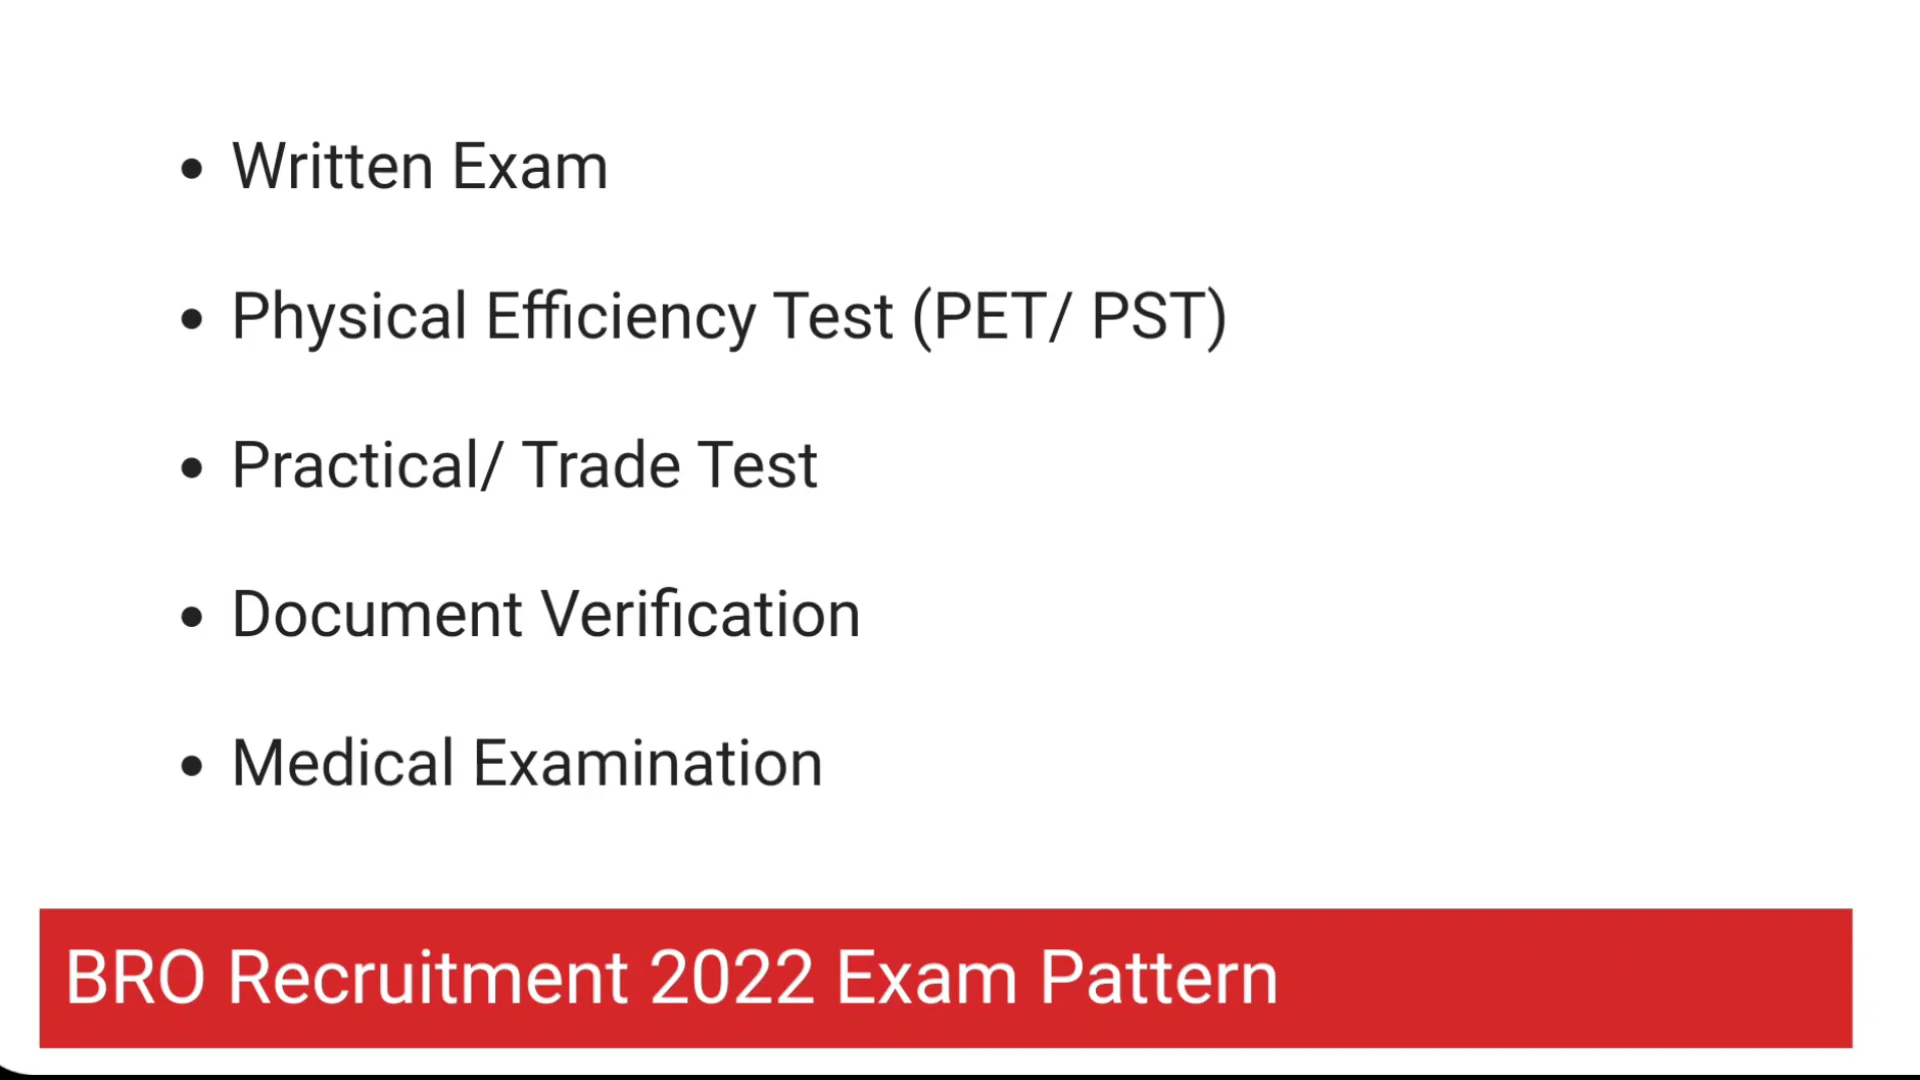 • Written Exam
• Physical Efficiency Test (PET/ PST)
• Practical/ Trade Test
• Document Verification
• Medical Examination
BRO Recruitment 2022 Exam Pattern